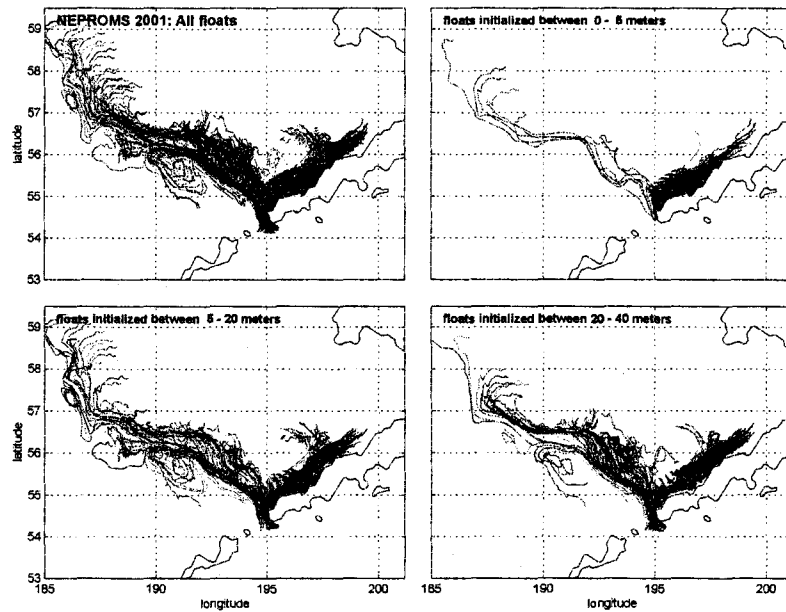 NEPROMS 2001: All floats
floats initialized between 0 - 5 meters
59
58
57
56
55
54
53
latitude
floats initialized between 5 - 20 meters
floats initialized between 20 - 40 meters
59
58
57
56
55
54
53
latitude
185
190
195
200
185
190
195
200
longitude
longitude